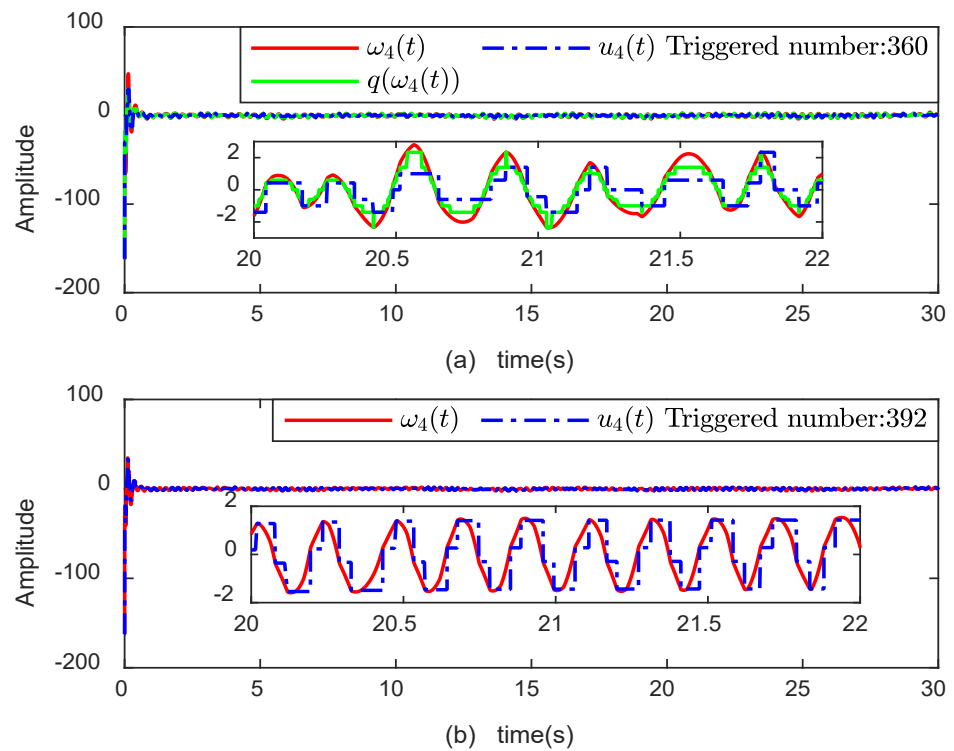 100
ω₄(t) u₄(t) Triggered number:360
q(ω₄(t))
0
2
0
-2
20 20.5 21 21.5 22
-100
-200
Amplitude
0 5 10 15 20 25 30
(a) time(s)
100
ω₄(t) u₄(t) Triggered number:392
0
2
0
-2
20 20.5 21 21.5 22
-100
-200
Amplitude
0 5 10 15 20 25 30
(b) time(s)